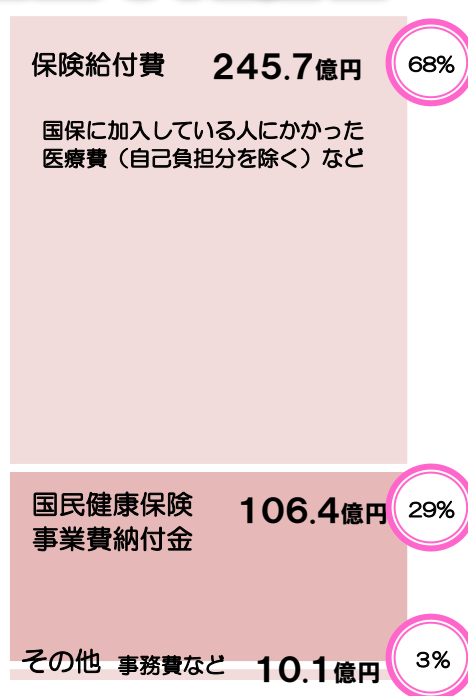 保険給付費 245.7億円 68%
国保に加入している人にかかった
医療費（自己負担分を除く）など
国民健康保険 106.4億円 29%
事業費納付金
その他 事務費など 10.1億円 3%